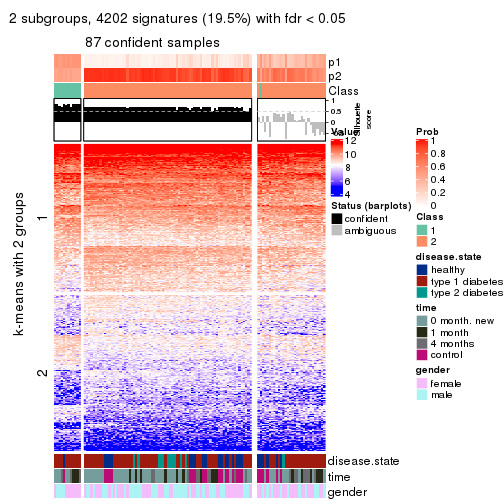 2 subgroups, 4202 signatures (19.5%) with fdr < 0.05
87 confident samples
p1
p2
Class
1
0.5
0
Silhouette
score
k-means with 2 groups
1
2
Value
12
10
8
6
4
Status (barplots)
confident
ambiguous
Prob
1
0.8
0.6
0.4
0.2
0
Class
1
2
disease.state
healthy
type 1 diabetes
type 2 diabetes
time
0 month. new
1 month
4 months
control
gender
female
male
disease.state
time
gender